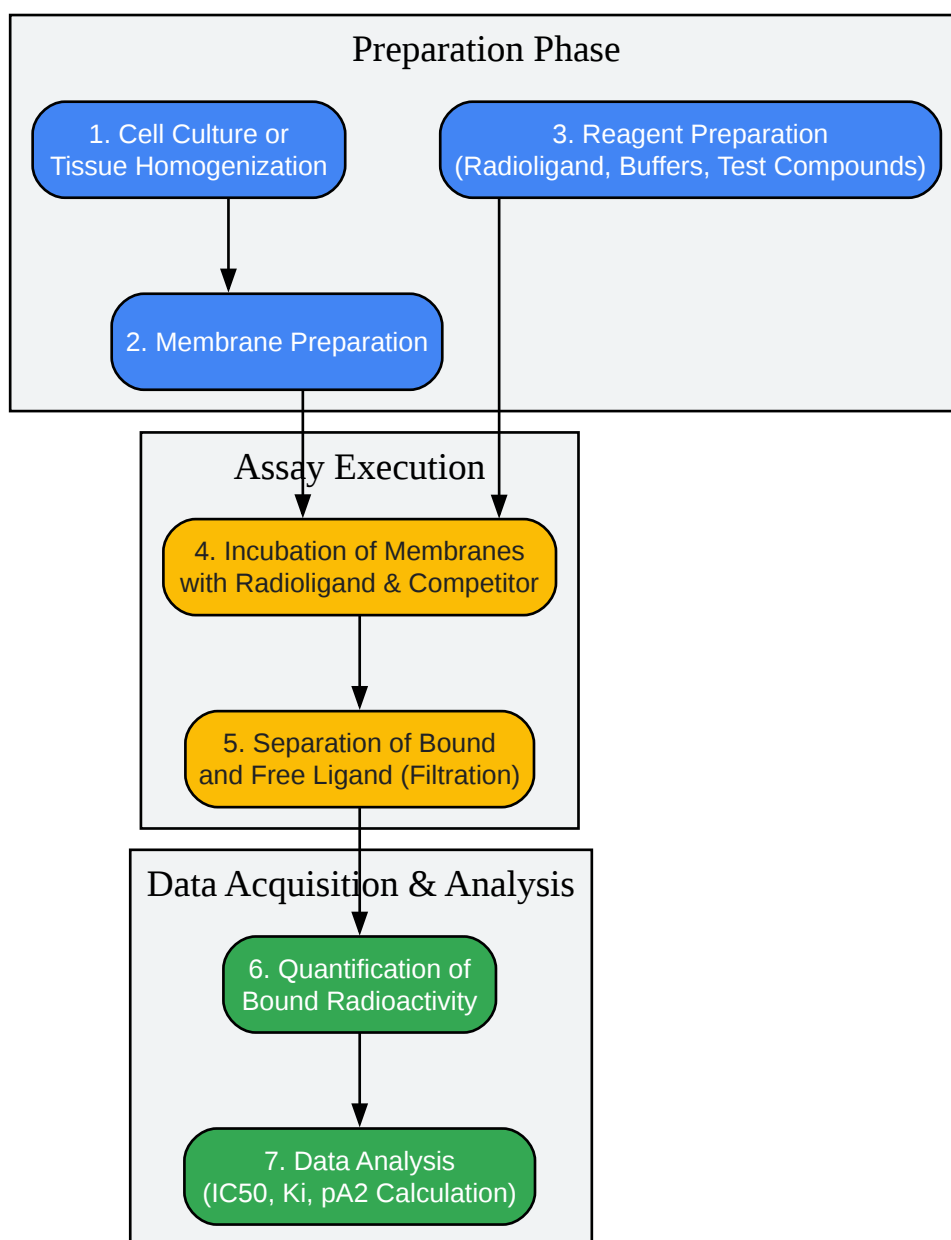 Preparation Phase
1. Cell Culture or
Tissue Homogenization
3. Reagent Preparation
(Radioligand, Buffers, Test Compounds)
2. Membrane Preparation
Assay Execution
4. Incubation of Membranes
with Radioligand & Competitor
5. Separation of Bound
and Free Ligand (Filtration)
Data Acquisition & Analysis
6. Quantification of
Bound Radioactivity
7. Data Analysis
(IC50, Ki, pA2 Calculation)